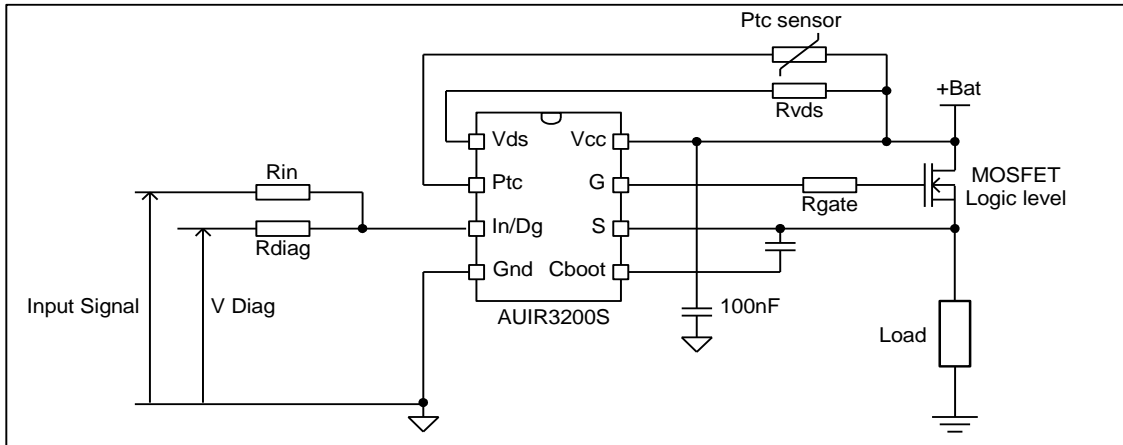 Ptc sensor
+Bat
Rvds
Vds
Vcc
Rin
Ptc
G
MOSFET
Logic level
Rgate
In/Dg
S
Rdiag
Gnd
Cboot
Input Signal
V Diag
100nF
AUIR3200S
Load